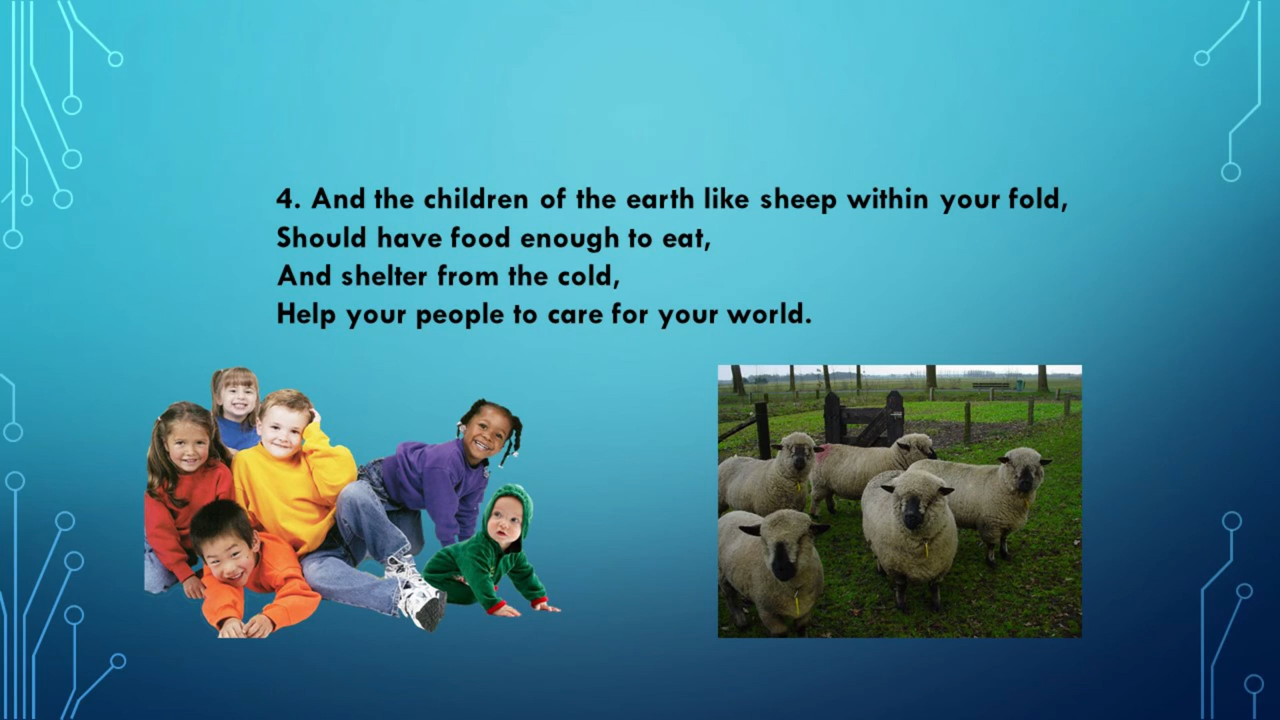 4. And the children of the earth like sheep within your fold,
Should have food enough to eat,
And shelter from the cold,
Help your people to care for your world.